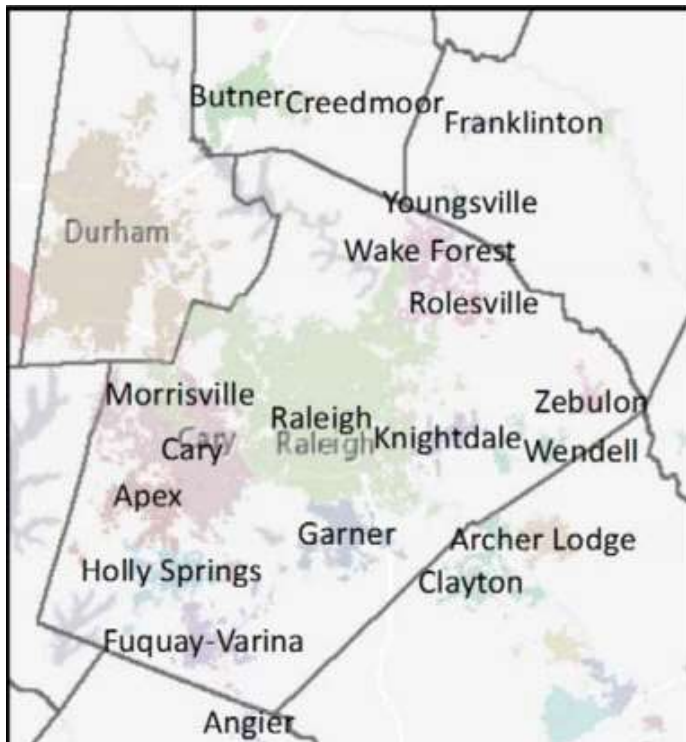 Butner
Creedmoor
Franklinton
Youngsville
Durham
Wake Forest
Rolesville
Morrisville
Zebulon
Raleigh
Cary
Cary
Raleigh
Knightdale
Wendell
Apex
Garner
Archer Lodge
Holly Springs
Clayton
Fuquay-Varina
Angier